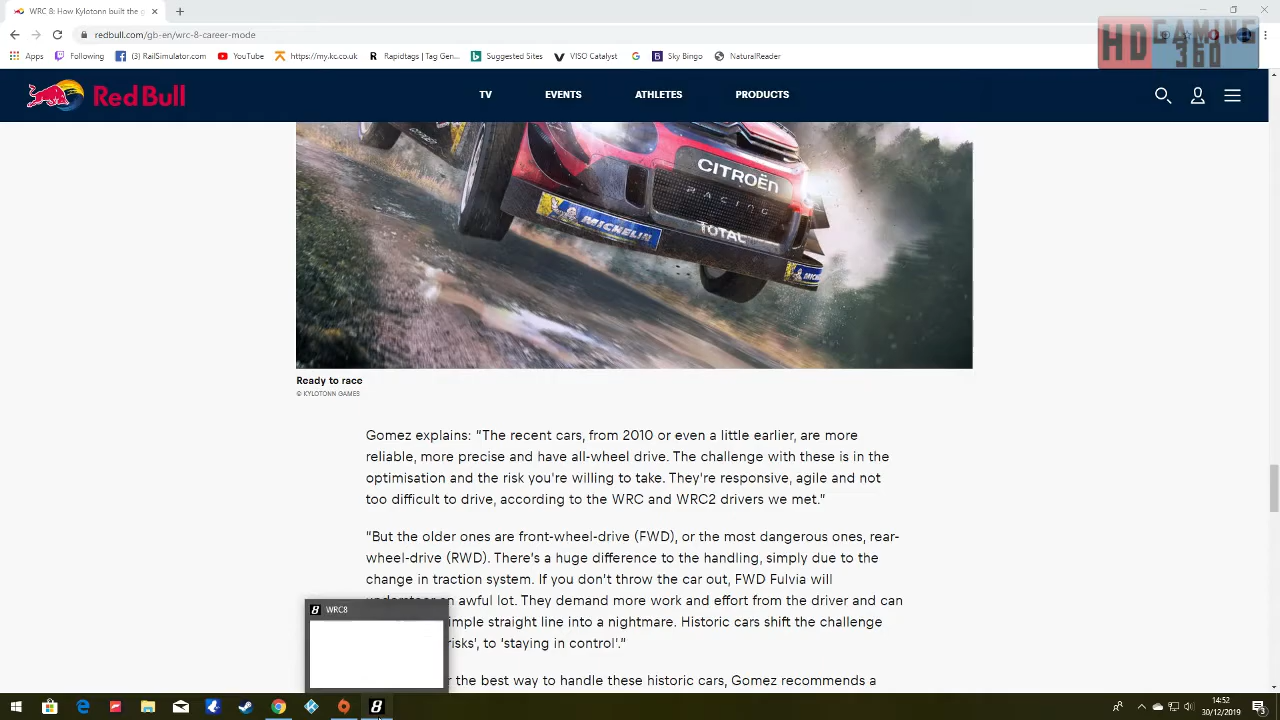 WRC 8: How Kylotonn built the g
redbull.com/gb-en/wrc-8-career-mode
HD GAMING 360
Apps Following (3) RailSimulator.com YouTube https://my.kc.co.uk Rapidtags | Tag Gen... Suggested Sites VISO Catalyst Sky Bingo NaturalReader
Red Bull TV EVENTS ATHLETES PRODUCTS
CITROËN
RACING
TOTAL
MICHELIN
MICH
Ready to race
© KYLOTONN GAMES
Gomez explains: “The recent cars, from 2010 or even a little earlier, are more
reliable, more precise and have all-wheel drive. The challenge with these is in the
optimisation and the risk you're willing to take. They're responsive, agile and not
too difficult to drive, according to the WRC and WRC2 drivers we met.”
“But the older ones are front-wheel-drive (FWD), or the most dangerous ones, rear-
wheel-drive (RWD). There's a huge difference to the handling, simply due to the
change in traction system. If you don't throw the car out, FWD Fulvia will
an awful lot. They demand more work and effort from the driver and can
imple straight line into a nightmare. Historic cars shift the challenge
risks’, to ‘staying in control’.”
the best way to handle these historic cars, Gomez recommends a
8 WRC8
8
14:52
30/12/2019
3